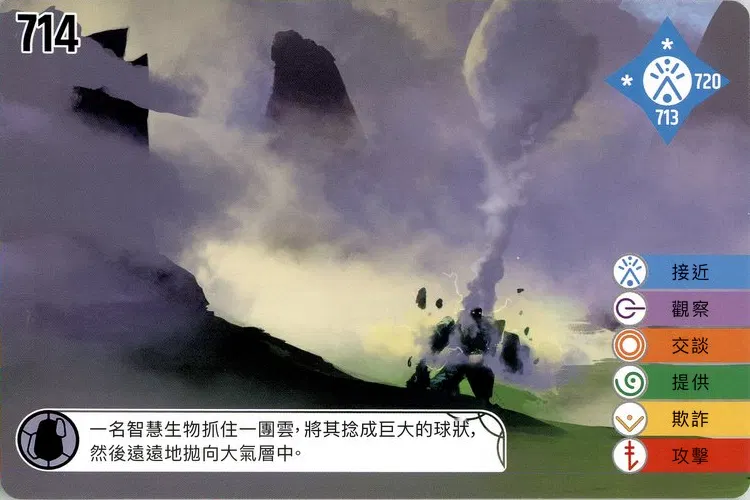 714
*
* 720
713
接近
觀察
交談
提供
欺詐
攻擊
一名智慧生物抓住一團雲，將其捻成巨大的球狀，
然後遠遠地拋向大氣層中。